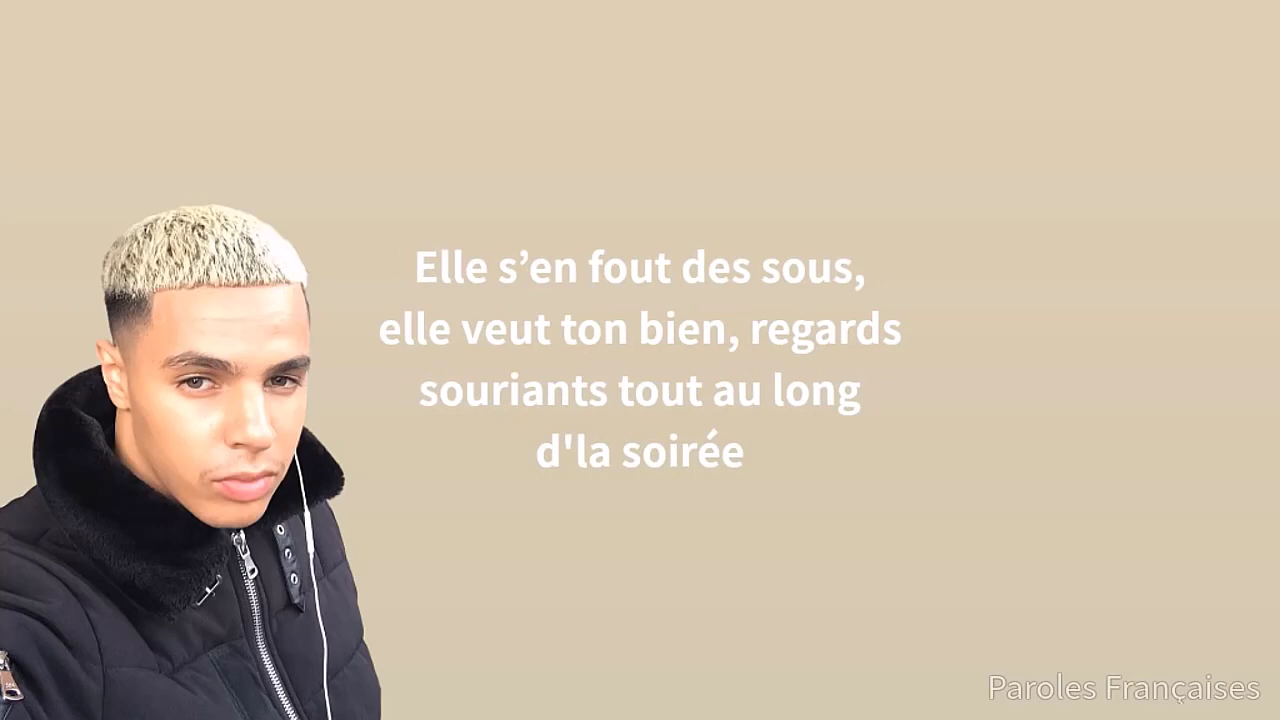 Elle s’en fout des sous,
elle veut ton bien, regards
souriants tout au long
d'la soirée
Paroles Françaises